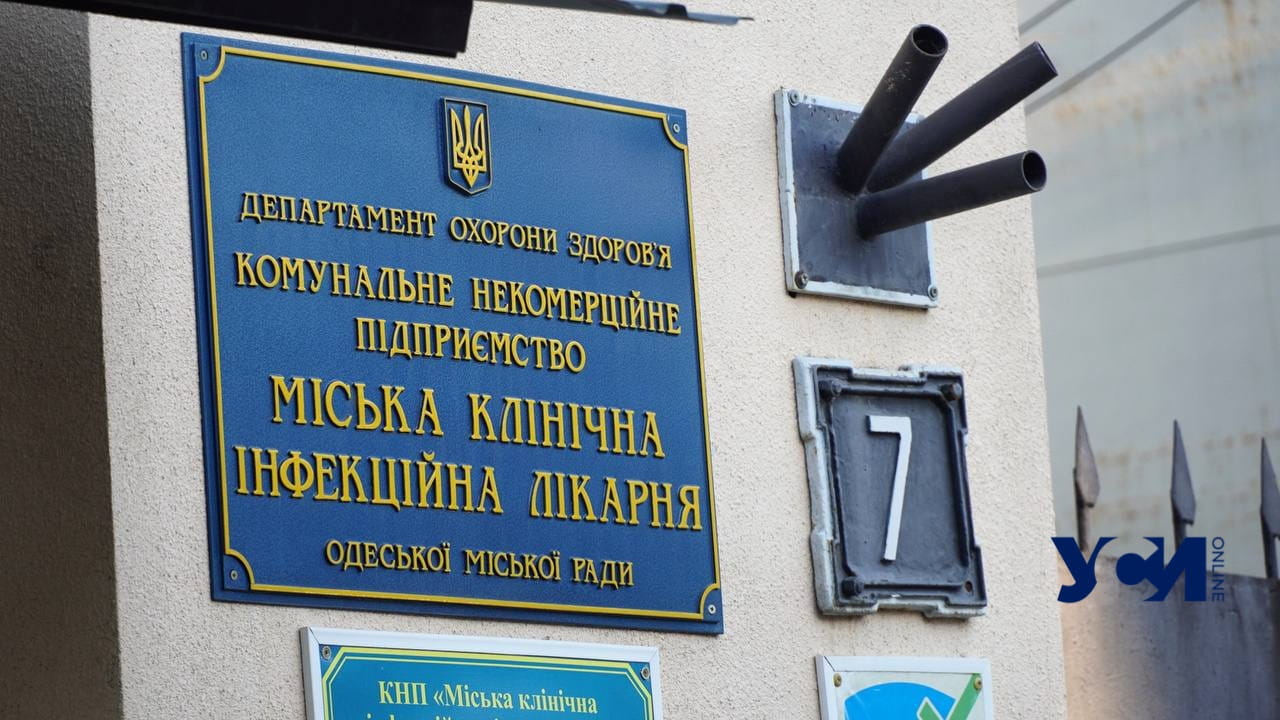 ДЕПАРТАМЕНТ ОХОРОНИ ЗДОРОВ'Я
КОМУНАЛЬНЕ НЕКОМЕРЦІЙНЕ
ПІДПРИЄМСТВО
МІСЬКА КЛІНІЧНА
ІНФЕКЦІЙНА ЛІКАРНЯ
ОДЕСЬКОЇ МІСЬКОЇ РАДИ
7
УСИ ONLINE
КНП «Міська клінічна